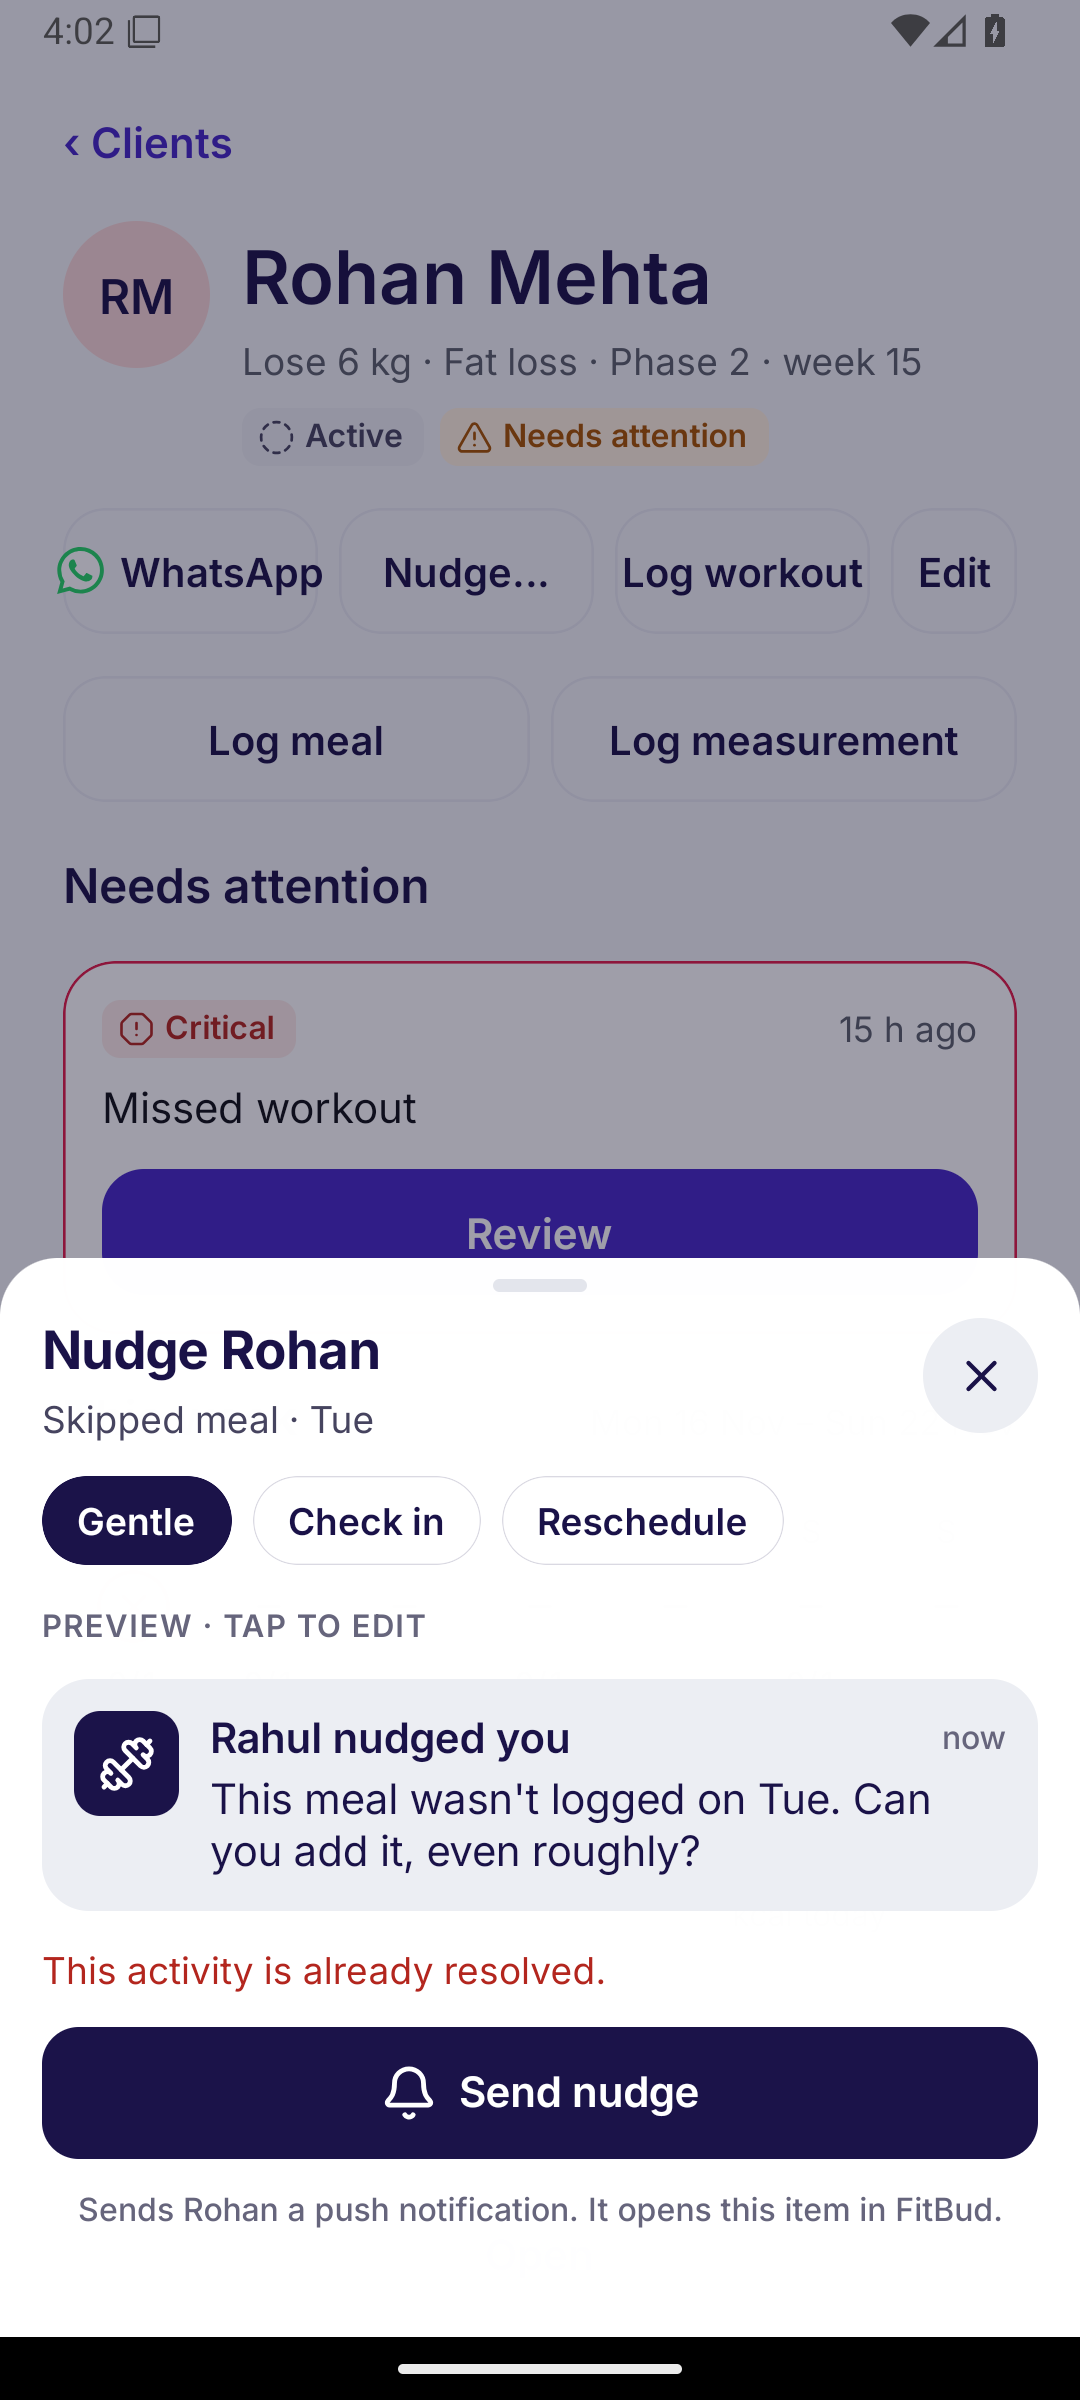 4:02
‹ Clients
RM
Rohan Mehta
Lose 6 kg · Fat loss · Phase 2 · week 15
Active
Needs attention
WhatsApp
Nudge...
Log workout
Edit
Log meal
Log measurement
Needs attention
Critical
15 h ago
Missed workout
Review
Nudge Rohan
Skipped meal · Tue
Gentle
Check in
Reschedule
PREVIEW · TAP TO EDIT
Rahul nudged you
now
This meal wasn't logged on Tue. Can
you add it, even roughly?
This activity is already resolved.
Send nudge
Sends Rohan a push notification. It opens this item in FitBud.